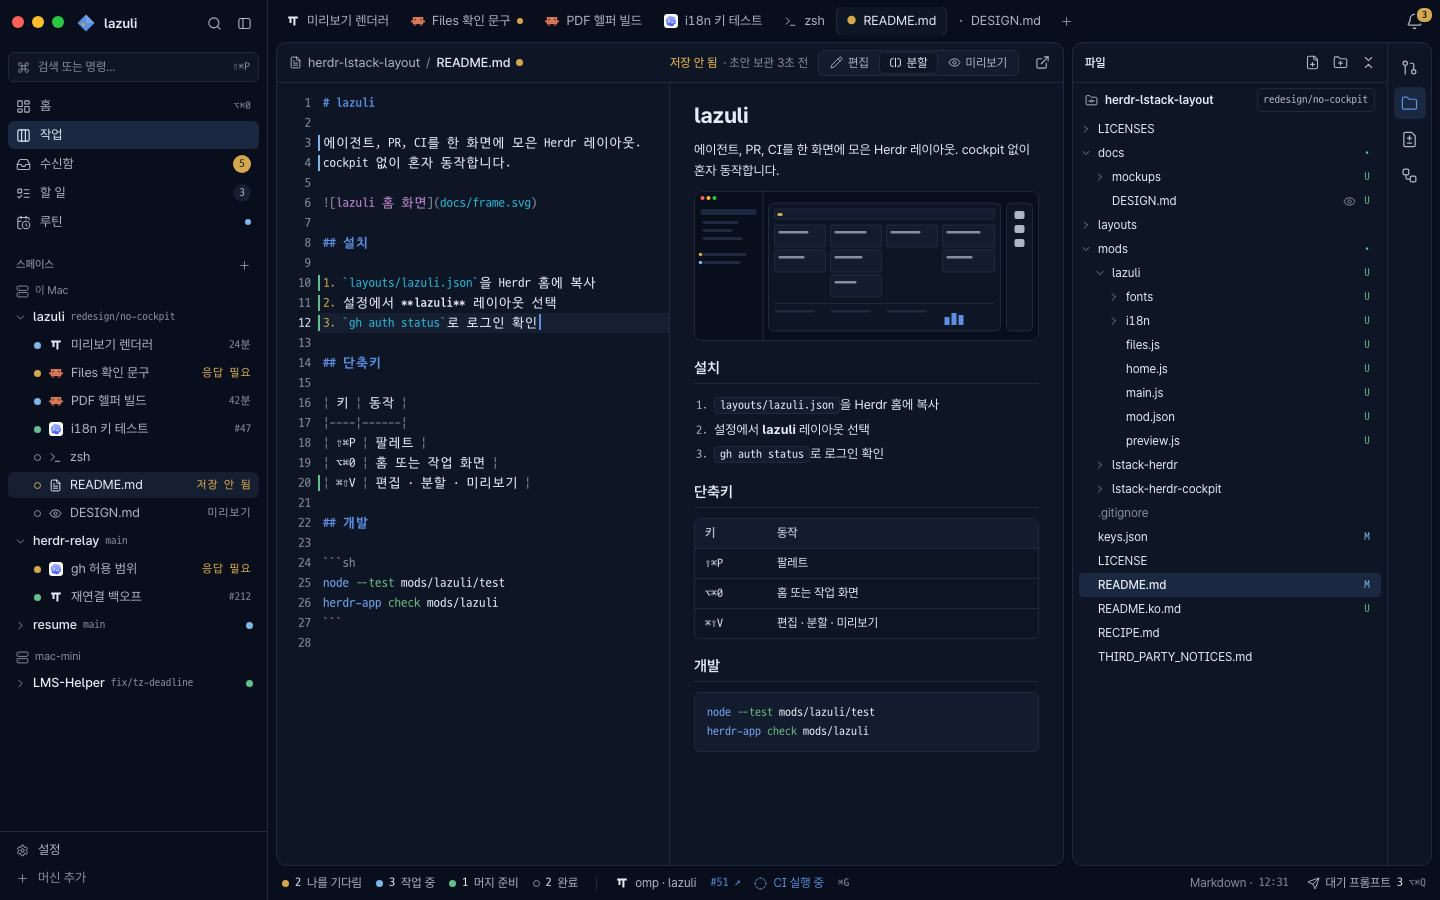 lazuli
검색 또는 명령… ⇧⌘P
홈 ⌥⌘0
작업
수신함 5
할 일 3
루틴
스페이스
이 Mac
lazuli redesign/no-cockpit
미리보기 렌더러 24분
Files 확인 문구 응답 필요
PDF 헬퍼 빌드 42분
i18n 키 테스트 #47
zsh
README.md 저장 안 됨
DESIGN.md 미리보기
herdr-relay main
gh 허용 범위 응답 필요
재연결 백오프 #212
resume main
mac-mini
LMS-Helper fix/tz-deadline
설정
머신 추가
미리보기 렌더러 Files 확인 문구 PDF 헬퍼 빌드 i18n 키 테스트 zsh README.md DESIGN.md 3
herdr-lstack-layout / README.md 저장 안 됨 · 초안 보관 3초 전 편집 분할 미리보기
1 # lazuli
2
3 에이전트, PR, CI를 한 화면에 모은 Herdr 레이아웃.
4 cockpit 없이 혼자 동작합니다.
5
6 ![lazuli 홈 화면](docs/frame.svg)
7
8 ## 설치
9
10 1. `layouts/lazuli.json`을 Herdr 홈에 복사
11 2. 설정에서 **lazuli** 레이아웃 선택
12 3. `gh auth status`로 로그인 확인
13
14 ## 단축키
15
16 | 키 | 동작 |
17 |----|------|
18 | ⇧⌘P | 팔레트 |
19 | ⌥⌘0 | 홈 또는 작업 화면 |
20 | ⌘⇧V | 편집 · 분할 · 미리보기 |
21
22 ## 개발
23
24 ```sh
25 node --test mods/lazuli/test
26 herdr-app check mods/lazuli
27 ```
28
lazuli
에이전트, PR, CI를 한 화면에 모은 Herdr 레이아웃. cockpit 없이
혼자 동작합니다.
설치
1. layouts/lazuli.json을 Herdr 홈에 복사
2. 설정에서 lazuli 레이아웃 선택
3. gh auth status로 로그인 확인
단축키
키 동작
⇧⌘P 팔레트
⌥⌘0 홈 또는 작업 화면
⌘⇧V 편집 · 분할 · 미리보기
개발
node --test mods/lazuli/test
herdr-app check mods/lazuli
파일
herdr-lstack-layout redesign/no-cockpit
LICENSES
docs
mockups U
DESIGN.md U
layouts
mods
lazuli U
fonts U
i18n U
files.js U
home.js U
main.js U
mod.json U
preview.js U
lstack-herdr
lstack-herdr-cockpit
.gitignore
keys.json M
LICENSE
README.md M
README.ko.md U
RECIPE.md
THIRD_PARTY_NOTICES.md
2 나를 기다림 3 작업 중 1 머지 준비 2 완료 omp · lazuli #51 ↗ CI 실행 중 ⌘G Markdown · 12:31 대기 프롬프트 3 ⌥⌘Q